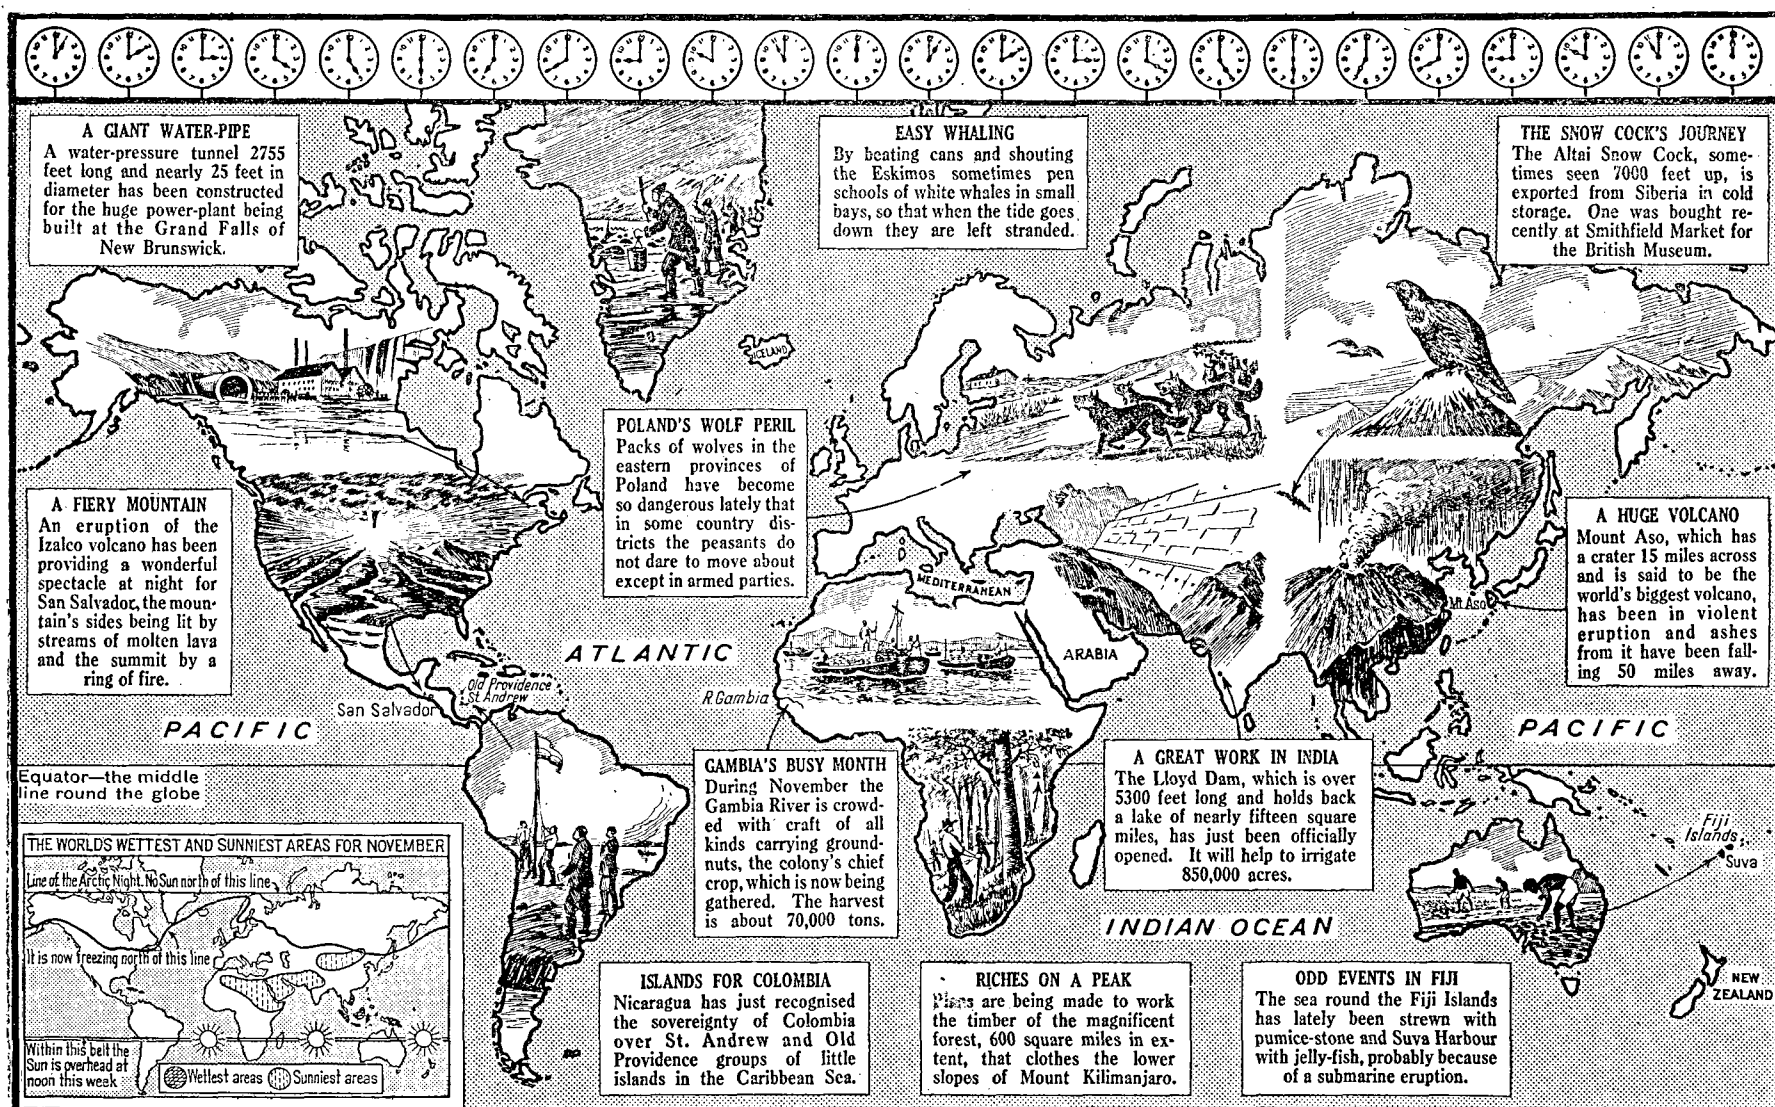 A GIANT WATER-PIPE
A water-pressure tunnel 2755
feet long and nearly 25 feet in
diameter has been constructed
for the huge power-plant being
built at the Grand Falls of
New Brunswick.
EASY WHALING
By beating cans and shouting
the Eskimos sometimes pen
schools of white whales in small
bays, so that when the tide goes
down they are left stranded.
THE SNOW COCK'S JOURNEY
The Altai Snow Cock, some-
times seen 7000 feet up, is
exported from Siberia in cold
storage. One was bought re-
cently at Smithfield Market for
the British Museum.
ICELAND
POLAND'S WOLF PERIL
Packs of wolves in the
eastern provinces of
Poland have become
so dangerous lately that
in some country dis-
tricts the peasants do
not dare to move about
except in armed parties.
A FIERY MOUNTAIN
An eruption of the
Izalco volcano has been
providing a wonderful
spectacle at night for
San Salvador, the moun-
tain's sides being lit by
streams of molten lava
and the summit by a
ring of fire.
A HUGE VOLCANO
Mount Aso, which has
a crater 15 miles across
and is said to be the
world's biggest volcano,
has been in violent
eruption and ashes
from it have been fall-
ing 50 miles away.
MEDITERRANEAN
Mt Aso
ATLANTIC
ARABIA
Old Providence
St Andrew
San Salvador
R Gambia
PACIFIC
PACIFIC
Equator—the middle
line round the globe
GAMBIA'S BUSY MONTH
During November the
Gambia River is crowd-
ed with craft of all
kinds carrying ground-
nuts, the colony's chief
crop, which is now being
gathered. The harvest
is about 70,000 tons.
A GREAT WORK IN INDIA
The Lloyd Dam, which is over
5300 feet long and holds back
a lake of nearly fifteen square
miles, has just been officially
opened. It will help to irrigate
850,000 acres.
Fiji
Islands
Suva
INDIAN OCEAN
NEW
ZEALAND
THE WORLDS WETTEST AND SUNNIEST AREAS FOR NOVEMBER
Line of the Arctic Night. No Sun north of this line
It is now freezing north of this line
Within this belt the
Sun is overhead at
noon this week
Wettest areas
Sunniest areas
ISLANDS FOR COLOMBIA
Nicaragua has just recognised
the sovereignty of Colombia
over St. Andrew and Old
Providence groups of little
islands in the Caribbean Sea.
RICHES ON A PEAK
Plans are being made to work
the timber of the magnificent
forest, 600 square miles in ex-
tent, that clothes the lower
slopes of Mount Kilimanjaro.
ODD EVENTS IN FIJI
The sea round the Fiji Islands
has lately been strewn with
pumice-stone and Suva Harbour
with jelly-fish, probably because
of a submarine eruption.